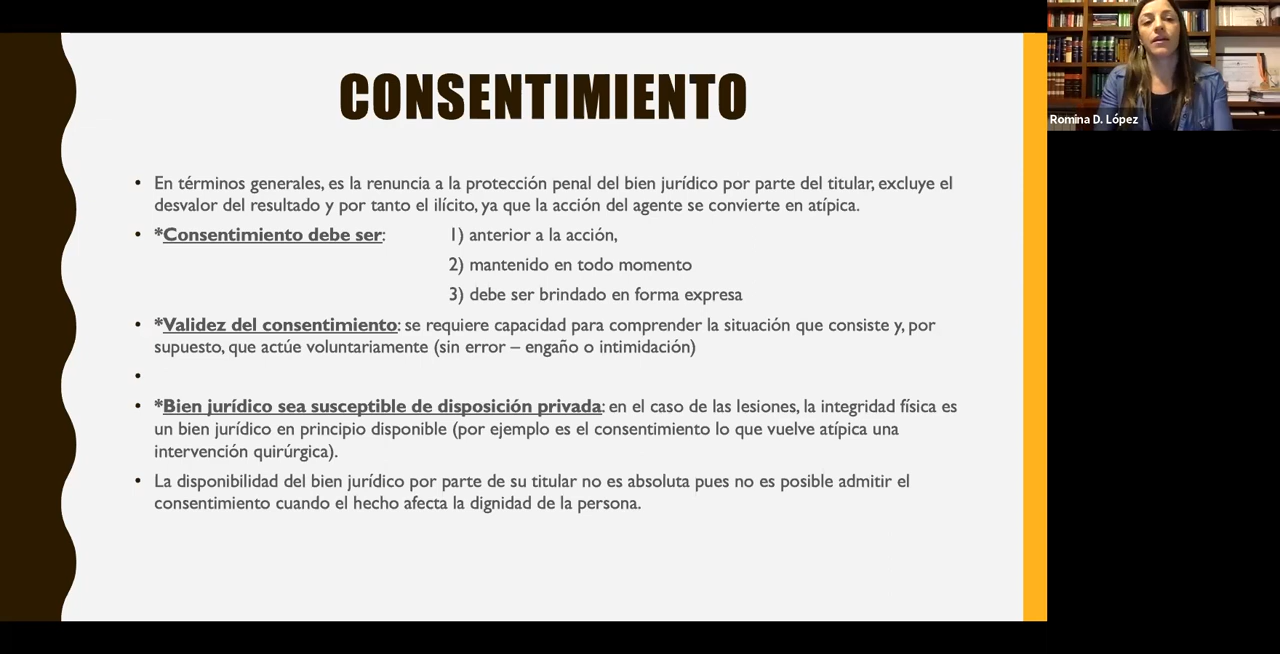 CONSENTIMIENTO
Romina D. López
• En términos generales, es la renuncia a la protección penal del bien jurídico por parte del titular, excluye el
desvalor del resultado y por tanto el ilícito, ya que la acción del agente se convierte en atípica.
• *Consentimiento debe ser: 1) anterior a la acción,
2) mantenido en todo momento
3) debe ser brindado en forma expresa
• *Validez del consentimiento: se requiere capacidad para comprender la situación que consiste y, por
supuesto, que actúe voluntariamente (sin error – engaño o intimidación)
•
• *Bien jurídico sea susceptible de disposición privada: en el caso de las lesiones, la integridad física es
un bien jurídico en principio disponible (por ejemplo es el consentimiento lo que vuelve atípica una
intervención quirúrgica).
• La disponibilidad del bien jurídico por parte de su titular no es absoluta pues no es posible admitir el
consentimiento cuando el hecho afecta la dignidad de la persona.